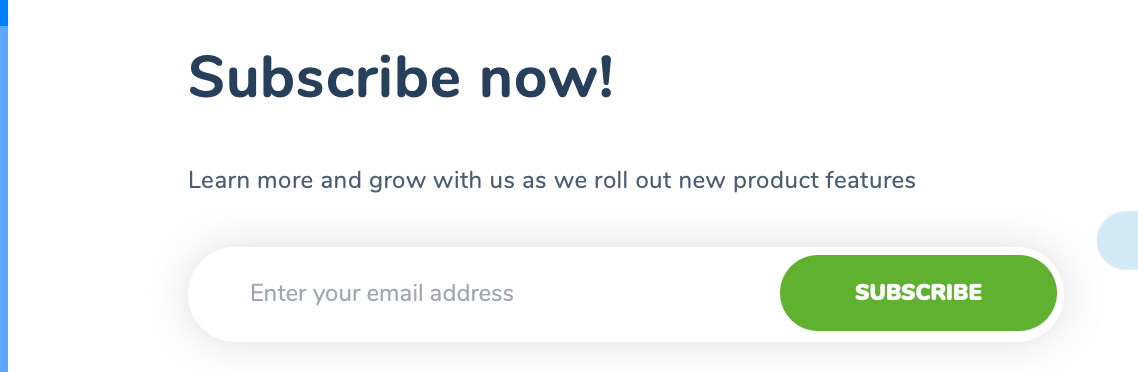 Subscribe now!
Learn more and grow with us as we roll out new product features
Enter your email address
SUBSCRIBE